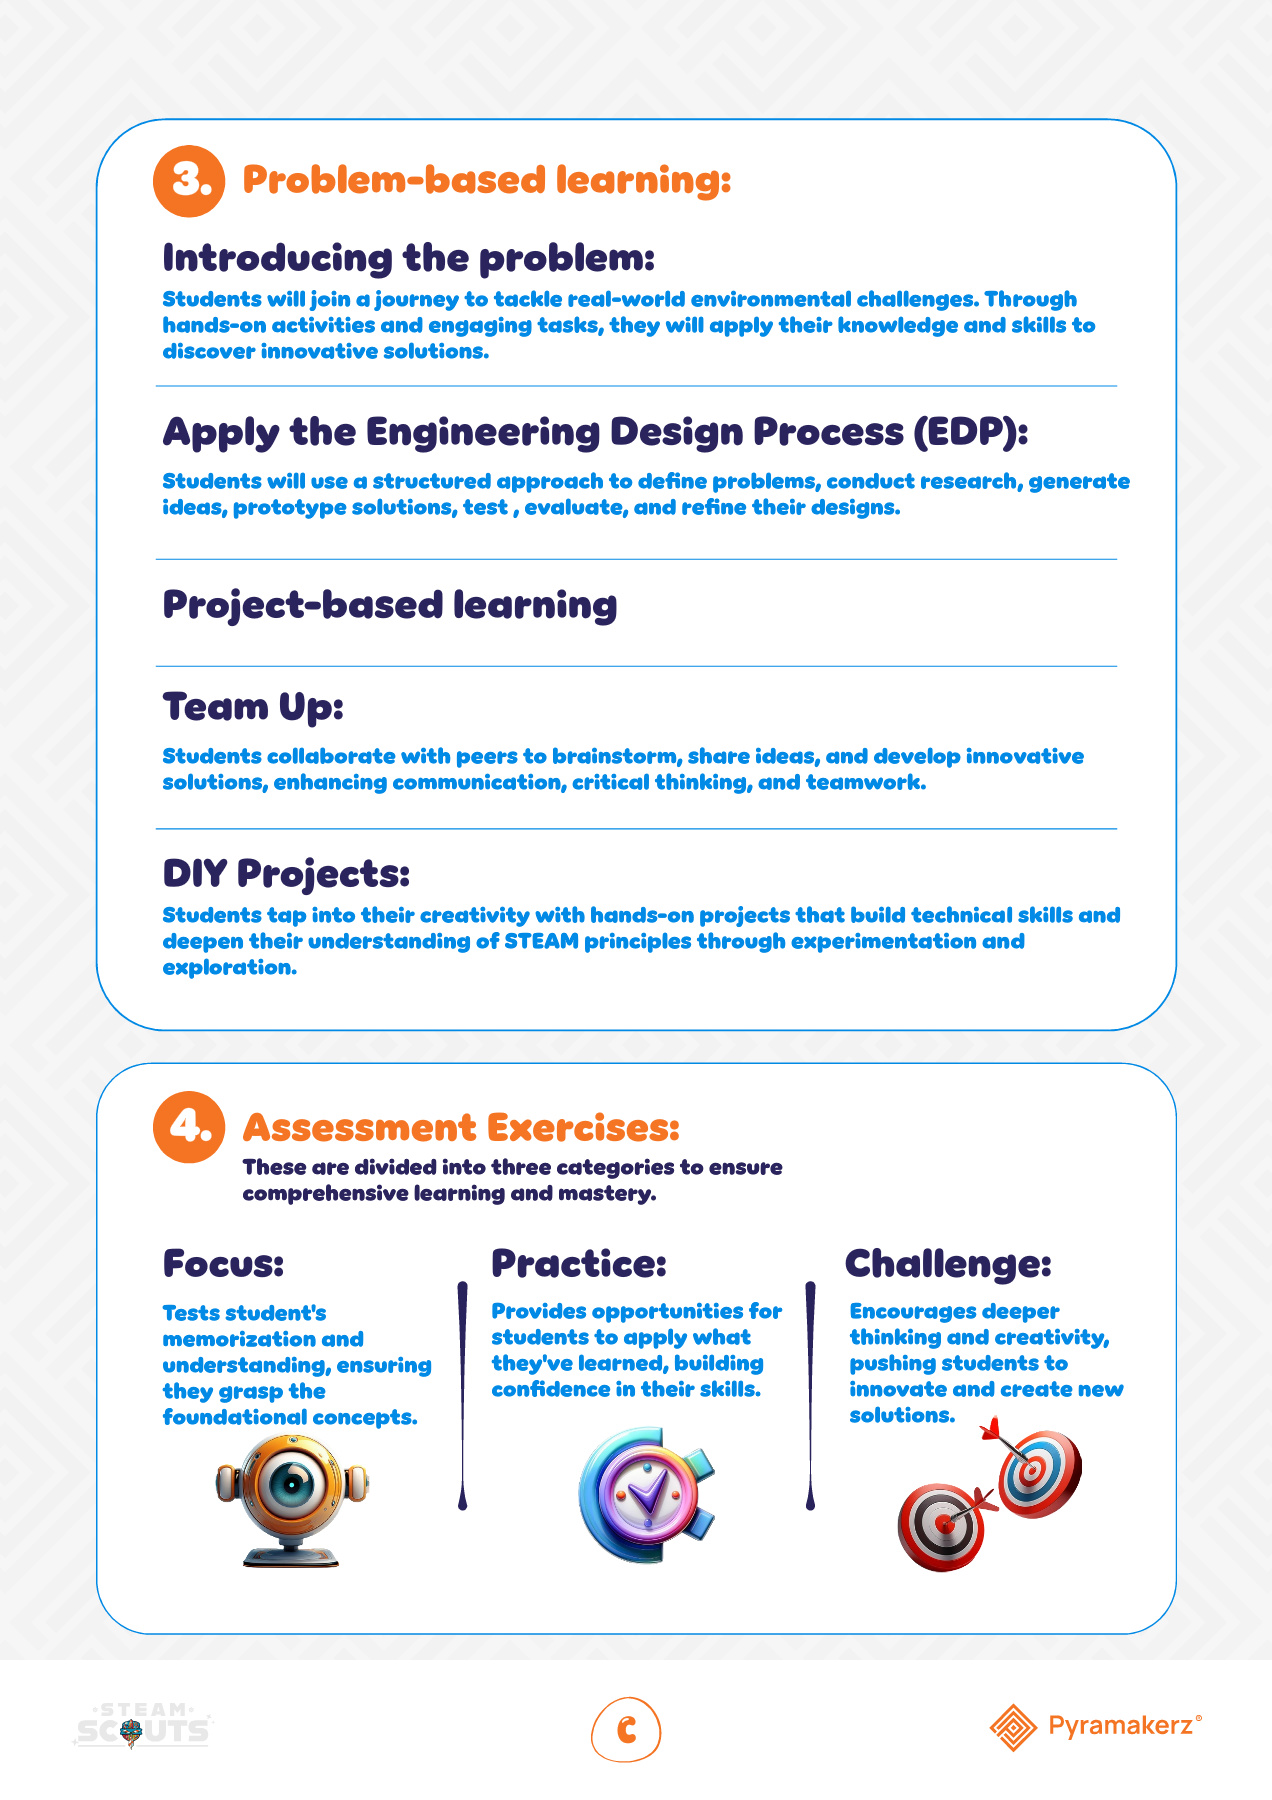 3.
Problem-based learning:
Introducing the problem:
Students will join a journey to tackle real-world environmental challenges. Through
hands-on activities and engaging tasks, they will apply their knowledge and skills to
discover innovative solutions.
Apply the Engineering Design Process (EDP):
Students will use a structured approach to define problems, conduct research, generate
ideas, prototype solutions, test , evaluate, and refine their designs.
Project-based learning
Team Up:
Students collaborate with peers to brainstorm, share ideas, and develop innovative
solutions, enhancing communication, critical thinking, and teamwork.
DIY Projects:
Students tap into their creativity with hands-on projects that build technical skills and
deepen their understanding of STEAM principles through experimentation and
exploration.
4.
Assessment Exercises:
These are divided into three categories to ensure
comprehensive learning and mastery.
Focus:
Tests student's
memorization and
understanding, ensuring
they grasp the
foundational concepts.
Practice:
Provides opportunities for
students to apply what
they've learned, building
confidence in their skills.
Challenge:
Encourages deeper
thinking and creativity,
pushing students to
innovate and create new
solutions.
STEAM
SCOUTS
C
Pyramakerz®